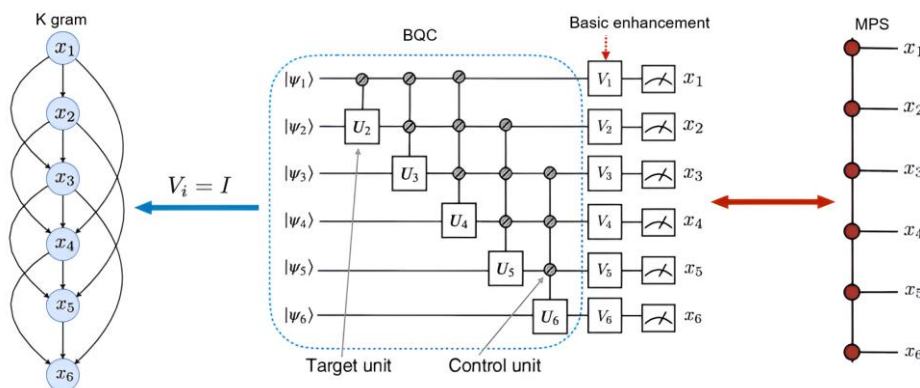 K gram
x₁
x₂
x₃
x₄
x₅
x₆
Vᵢ = I
BQC
Basic enhancement
|ψ₁⟩ V₁ x₁
|ψ₂⟩ U₂ V₂ x₂
|ψ₃⟩ U₃ V₃ x₃
|ψ₄⟩ U₄ V₄ x₄
|ψ₅⟩ U₅ V₅ x₅
|ψ₆⟩ U₆ V₆ x₆
Target unit
Control unit
MPS
x₁
x₂
x₃
x₄
x₅
x₆